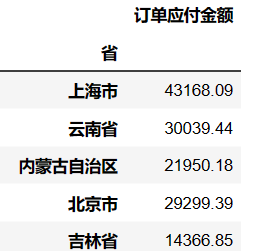 订单应付金额
省
上海市 43168.09
云南省 30039.44
内蒙古自治区 21950.18
北京市 29299.39
吉林省 14366.85